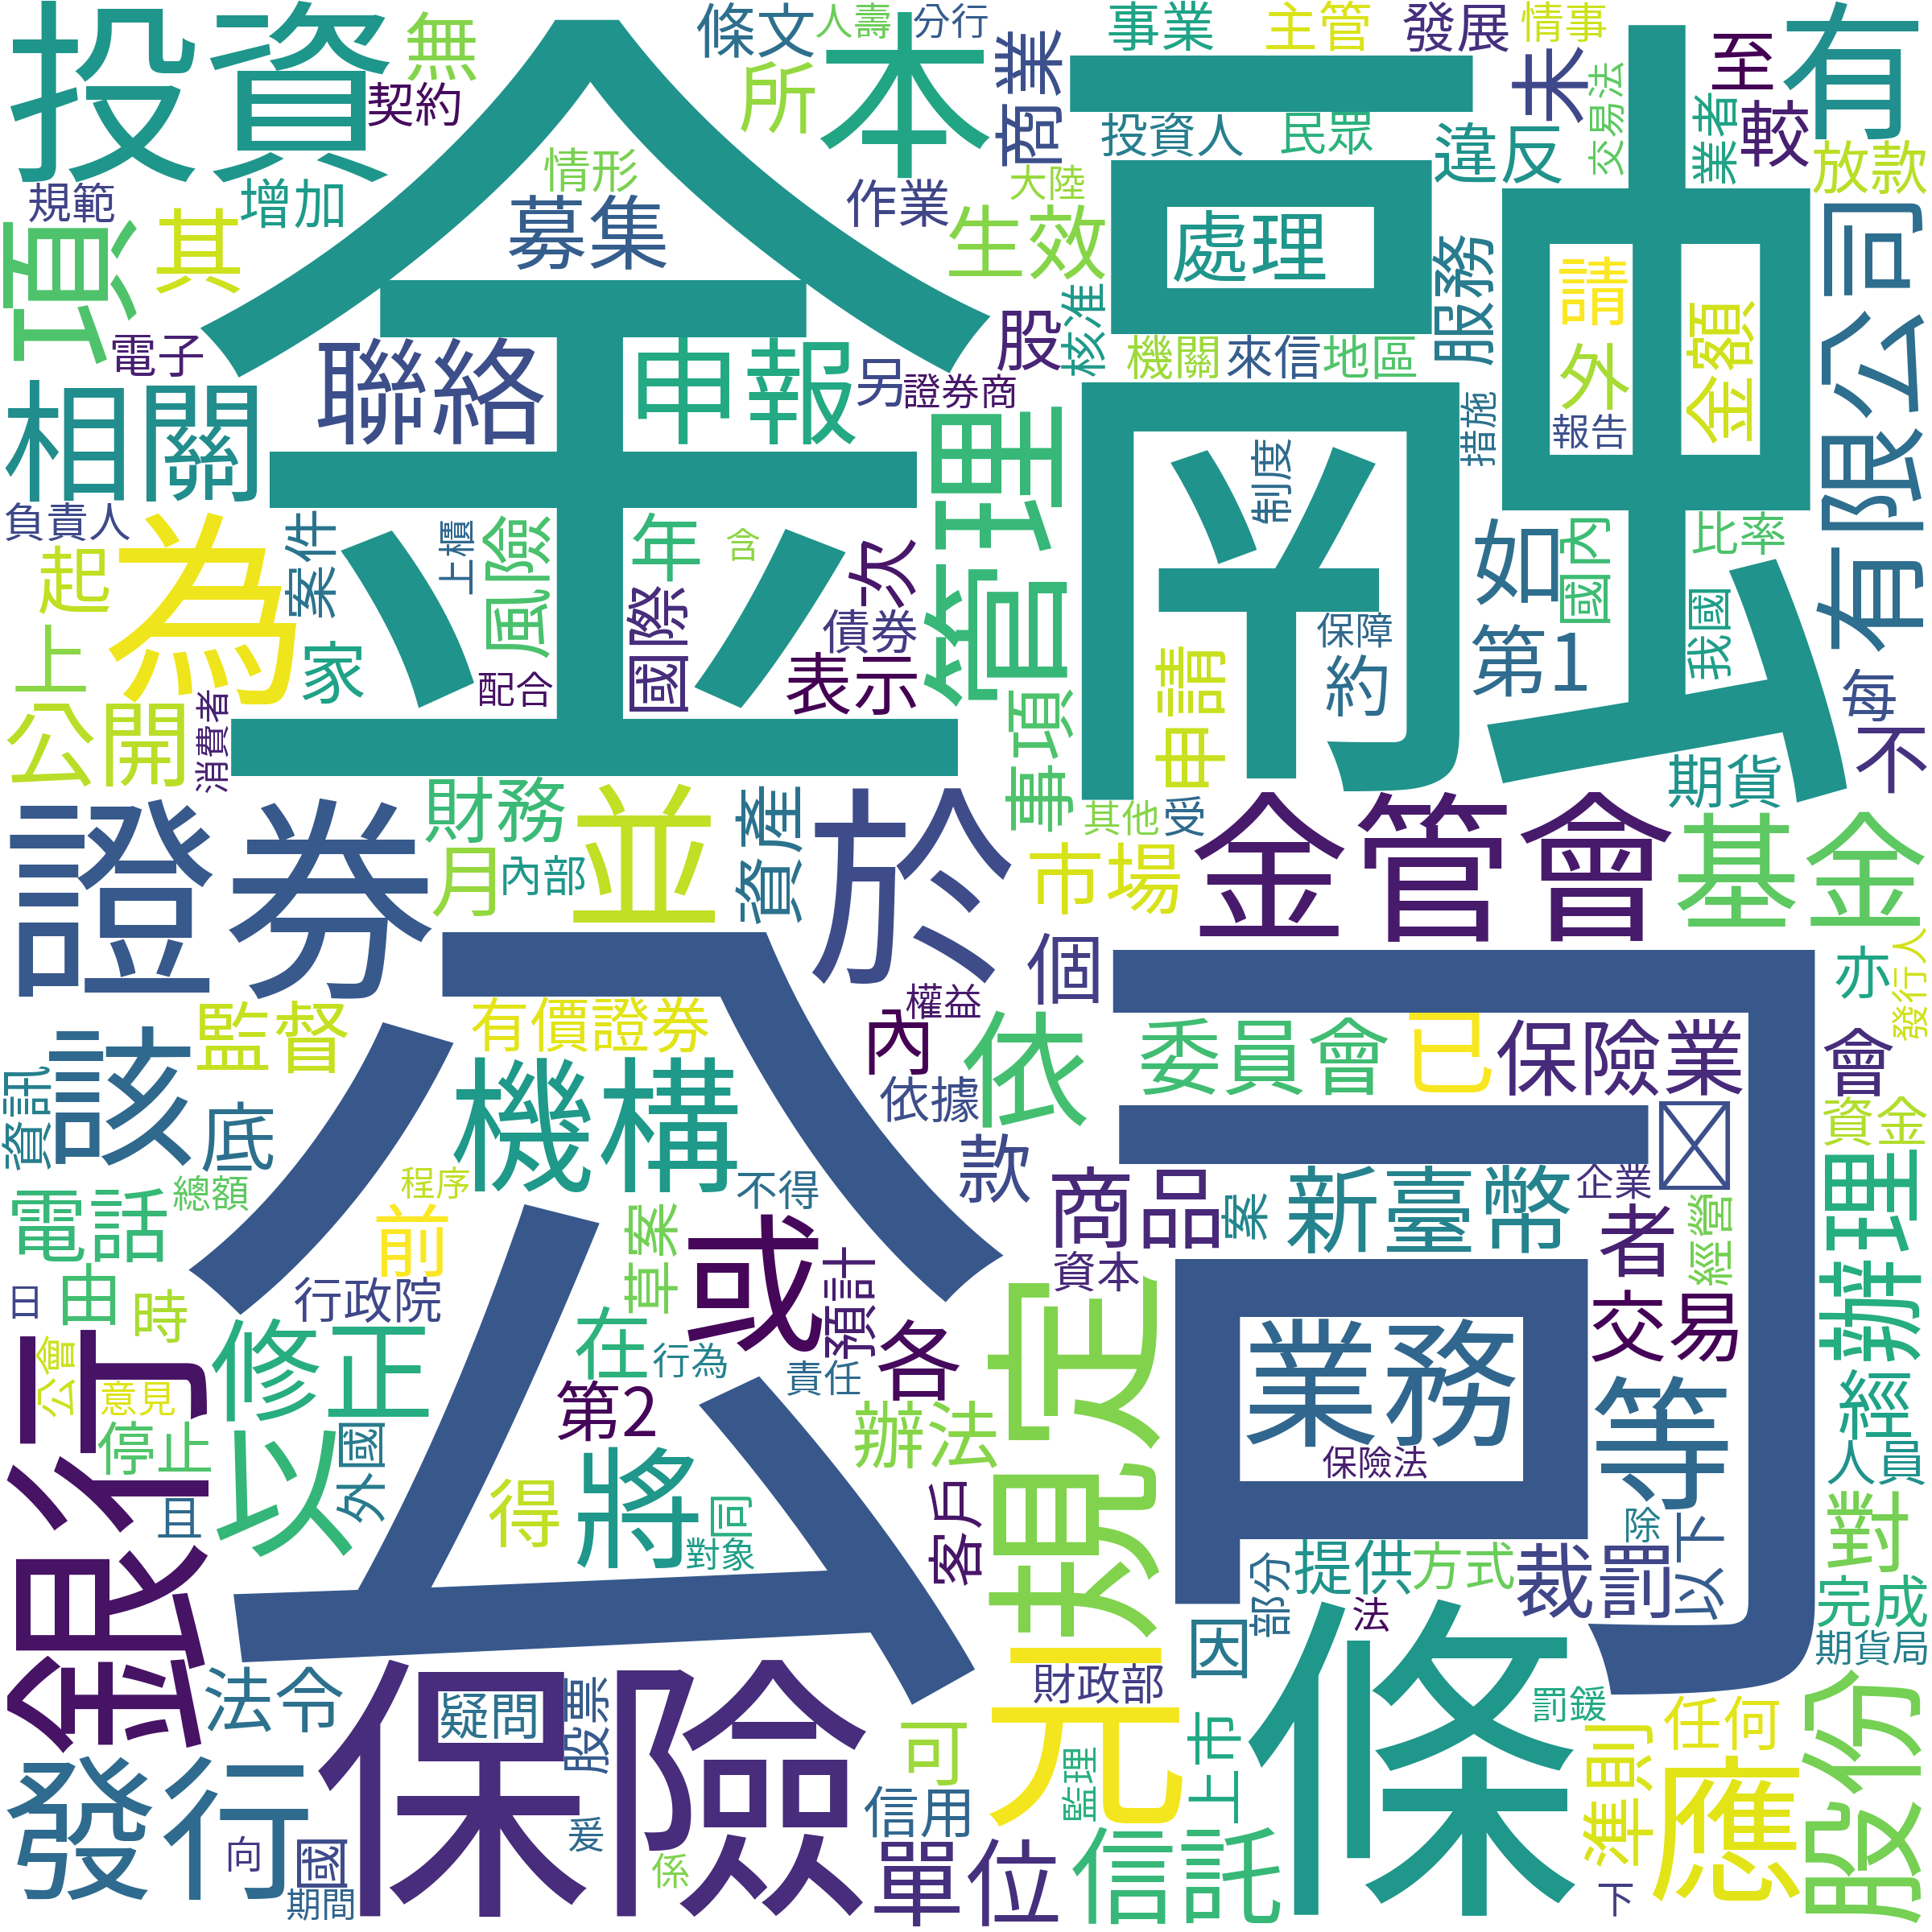 投資
無
契約
條文
人壽
分行
所
本
商業
事業
主管
發展
情事
未
交易法
業者
至
有
較
放款
金融
規範
增加
情形
募集
作業
大陸
投資人
民眾
違反
項
其
生效
處理
服務
請
外
報告
金額
有限公司
電子
聯絡
申報
另
證券商
股
核准
機關
來信
地區
措施
相關
管理
制度
負責人
起
為
案件
上櫃
風險
年
含
次
債券
國際
表示
配合
家
上
公開
消費者
事項
申請
保障
約
如
第1
國內
比率
我國
每
不
期貨
證券
財務
月
內部
並
資產
於
其他
受
市場
金管會
基金
公司
監督
有價證券
權益
內
個
依
依據
款
委員會
已
保險業
亦
發行人
會
資金
資訊
該
底
機構
不得
商品
案
新臺幣
企業
者
經營
辦理
電話
總額
程序
前
草案
或
預計
資本
交易
日
由
時
行政院
在
行為
責任
各
規定
業務
保險法
等
經
人員
公會
意見
停止
銀行
修正
以
外國
且
第2
得
將
同
對象
辦法
客戶
除
以下
對
提供
方式
裁罰
完成
期貨局
部分
法
因
法令
疑問
股票
保險
發行
向
國
期間
爰
係
可
信用
單位
元
財政部
監理
上市
信託
條
罰鍰
準則
任何
應
下
股份